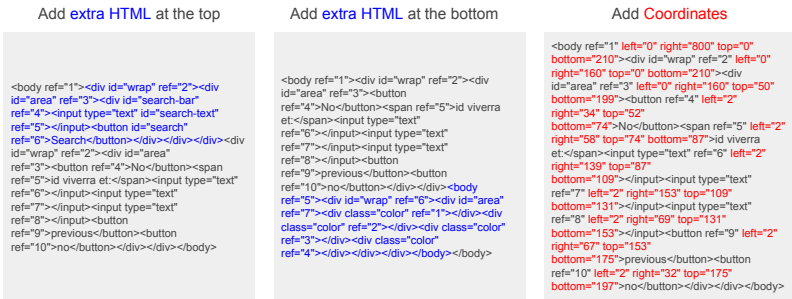 Add extra HTML at the top
<body ref="1"><div id="wrap" ref="2"><div
id="area" ref="3"><div id="search-bar"
ref="4"><input type="text" id="search-text"
ref="5"></input><button id="search"
ref="6">Search</button></div></div></div><div
id="wrap" ref="2"><div id="area"
ref="3"><button ref="4">No</button><span
ref="5">id viverra et:</span><input type="text"
ref="6"></input><input type="text"
ref="7"></input><input type="text"
ref="8"></input><button
ref="9">previous</button><button
ref="10">no</button></div></div></body>
Add extra HTML at the bottom
<body ref="1"><div id="wrap" ref="2"><div
id="area" ref="3"><button
ref="4">No</button><span ref="5">id viverra
et:</span><input type="text"
ref="6"></input><input type="text"
ref="7"></input><input type="text"
ref="8"></input><button
ref="9">previous</button><button
ref="10">no</button></div></div><body
ref="5"><div id="wrap" ref="6"><div id="area"
ref="7"><div class="color" ref="1"></div><div
class="color" ref="2"></div><div class="color"
ref="3"></div><div class="color"
ref="4"></div></div></div></body></body>
Add Coordinates
<body ref="1" left="0" right="800" top="0"
bottom="210"><div id="wrap" ref="2" left="0"
right="160" top="0" bottom="210"><div
id="area" ref="3" left="0" right="160" top="50"
bottom="199"><button ref="4" left="2"
right="34" top="52"
bottom="74">No</button><span ref="5" left="2"
right="58" top="74" bottom="87">id viverra
et:</span><input type="text" ref="6" left="2"
right="139" top="87"
bottom="109"></input><input type="text"
ref="7" left="2" right="153" top="109"
bottom="131"></input><input type="text"
ref="8" left="2" right="69" top="131"
bottom="153"></input><button ref="9" left="2"
right="67" top="153"
bottom="175">previous</button><button
ref="10" left="2" right="32" top="175"
bottom="197">no</button></div></div></body>